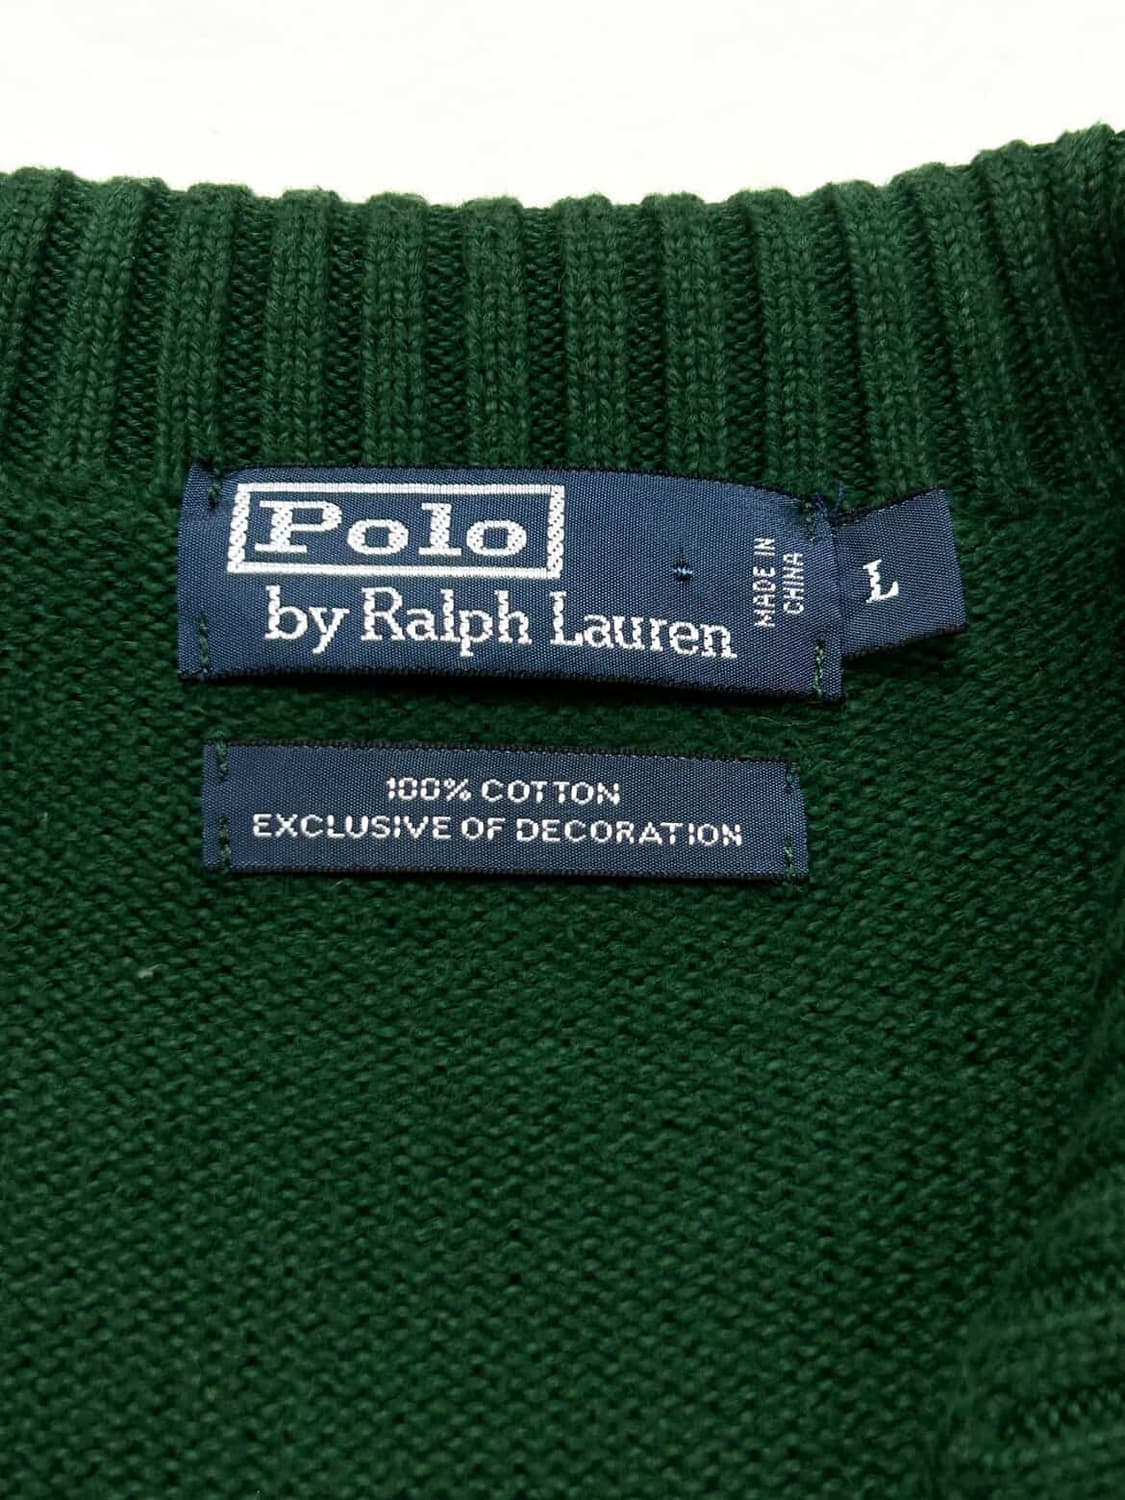 Polo
by Ralph Lauren
MADE IN
CHINA
L
100% COTTON
EXCLUSIVE OF DECORATION